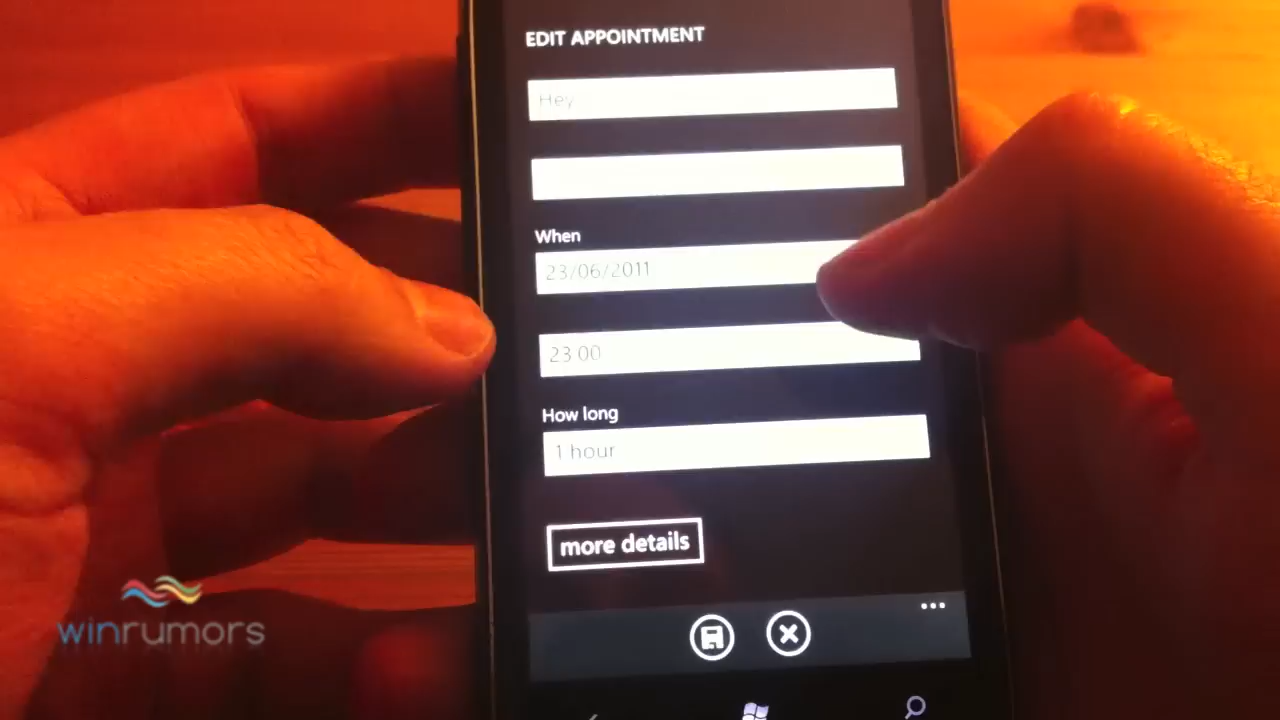 EDIT APPOINTMENT
Hey
When
23/06/2011
23:00
How long
1 hour
more details
winrumors